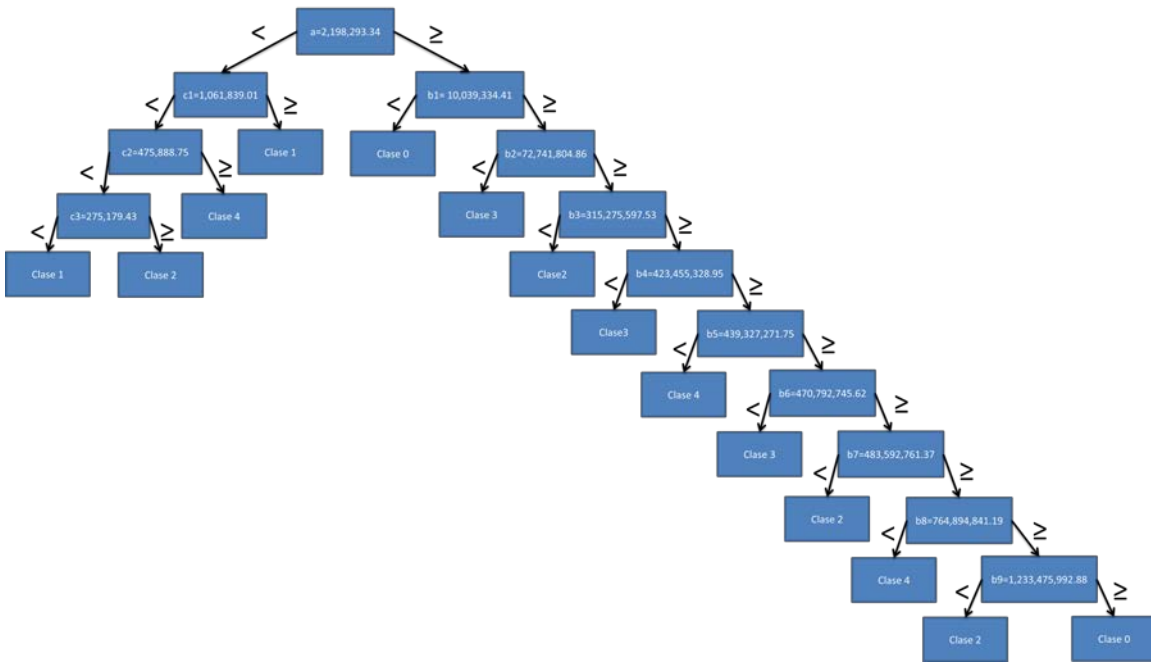 < a=2,198,293.34 ≥
< c1=1,061,839.01 ≥ < b1= 10,039,334.41 ≥
< c2=475,888.75 ≥ Clase 1 Clase 0 < b2=72,741,804.86 ≥
< c3=275,179.43 ≥ Clase 4 Clase 3 < b3=315,275,597.53 ≥
Clase 1 Clase 2 Clase2 < b4=423,455,328.95 ≥
Clase3 < b5=439,327,271.75 ≥
Clase 4 < b6=470,792,745.62 ≥
Clase 3 < b7=483,592,761.37 ≥
Clase 2 < b8=764,894,841.19 ≥
Clase 4 < b9=1,233,475,992.88 ≥
Clase 2 Clase 0